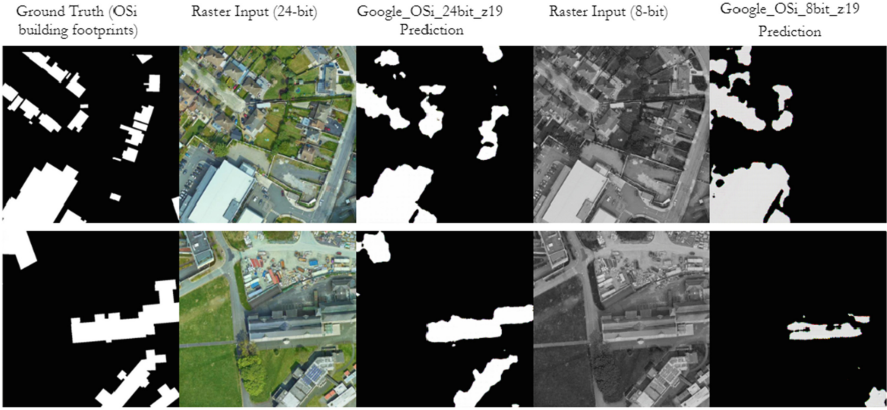 Ground Truth (OSi
building footprints)
Raster Input (24-bit)
Google_OSi_24bit_z19
Prediction
Raster Input (8-bit)
Google_OSi_8bit_z19
Prediction